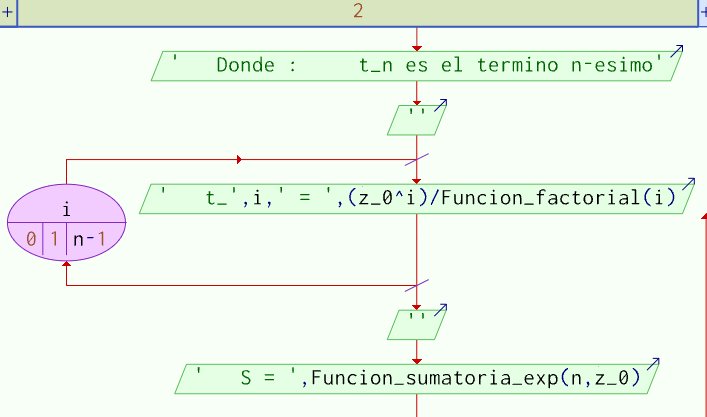 + 2 +
'   Donde :      t_n es el termino n-esimo'
''
'   t_',i,' = ',(z_0^i)/Funcion_factorial(i)
i
0 1 n-1
''
'   S = ',Funcion_sumatoria_exp(n,z_0)